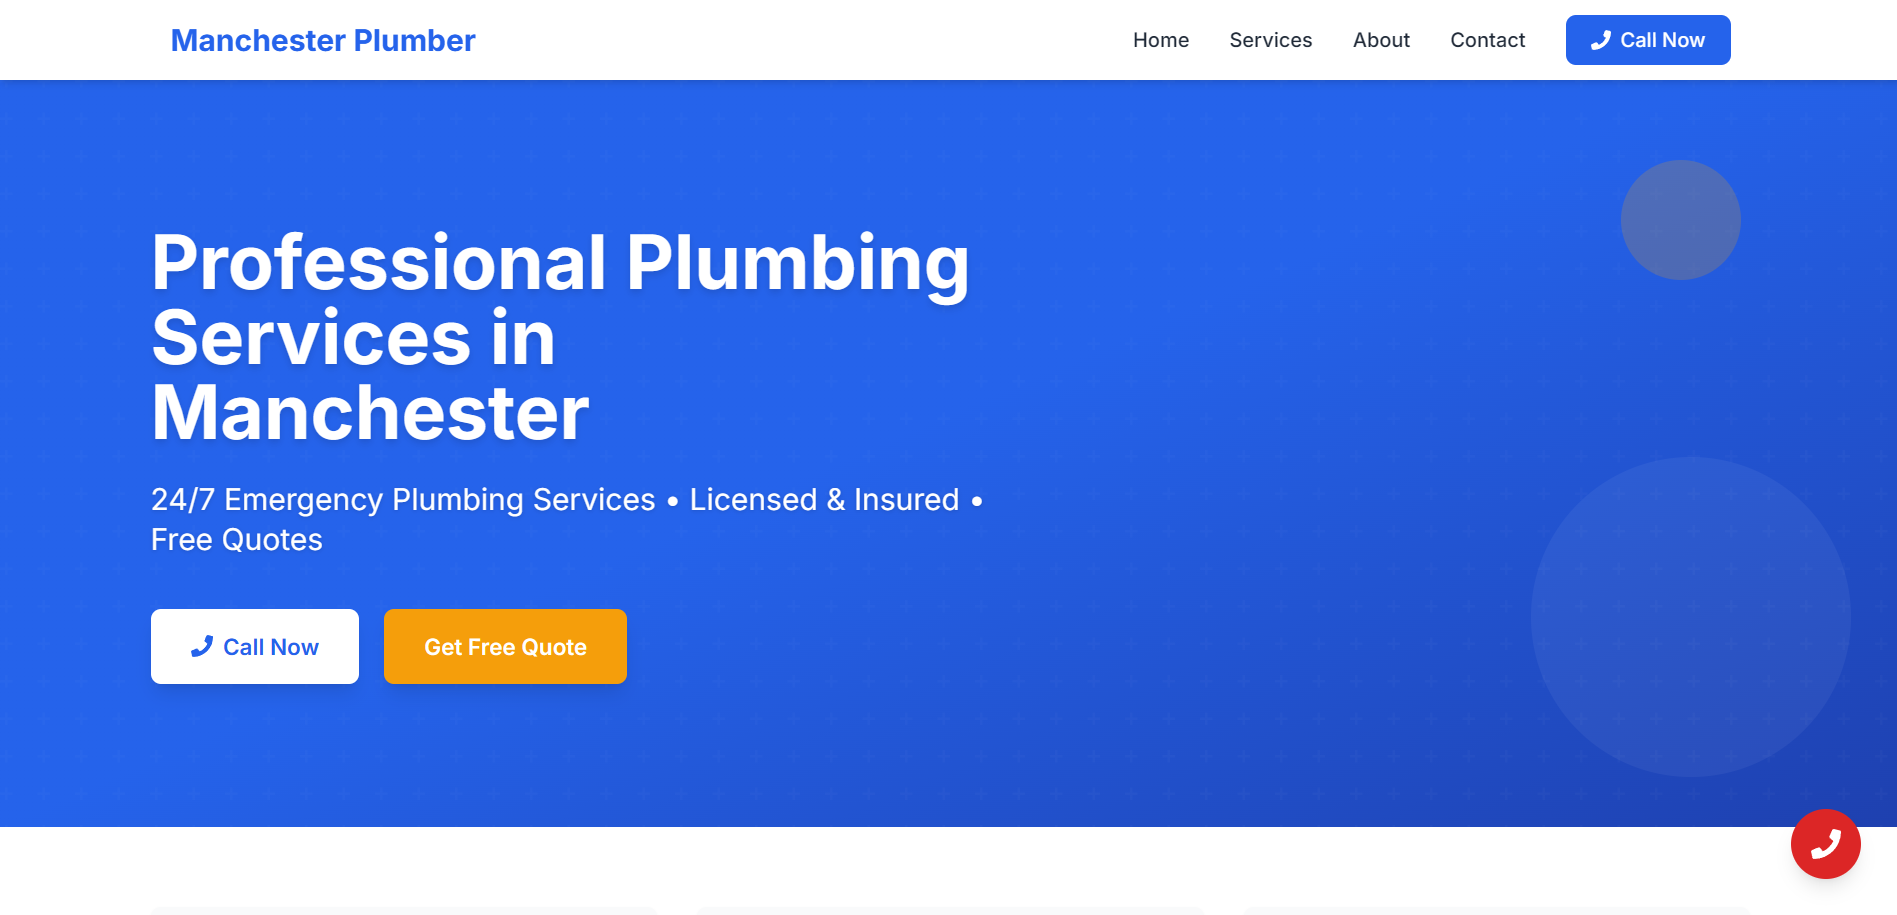 Manchester Plumber
Home
Services
About
Contact
Call Now
Professional Plumbing
Services in
Manchester
24/7 Emergency Plumbing Services • Licensed & Insured •
Free Quotes
Call Now
Get Free Quote